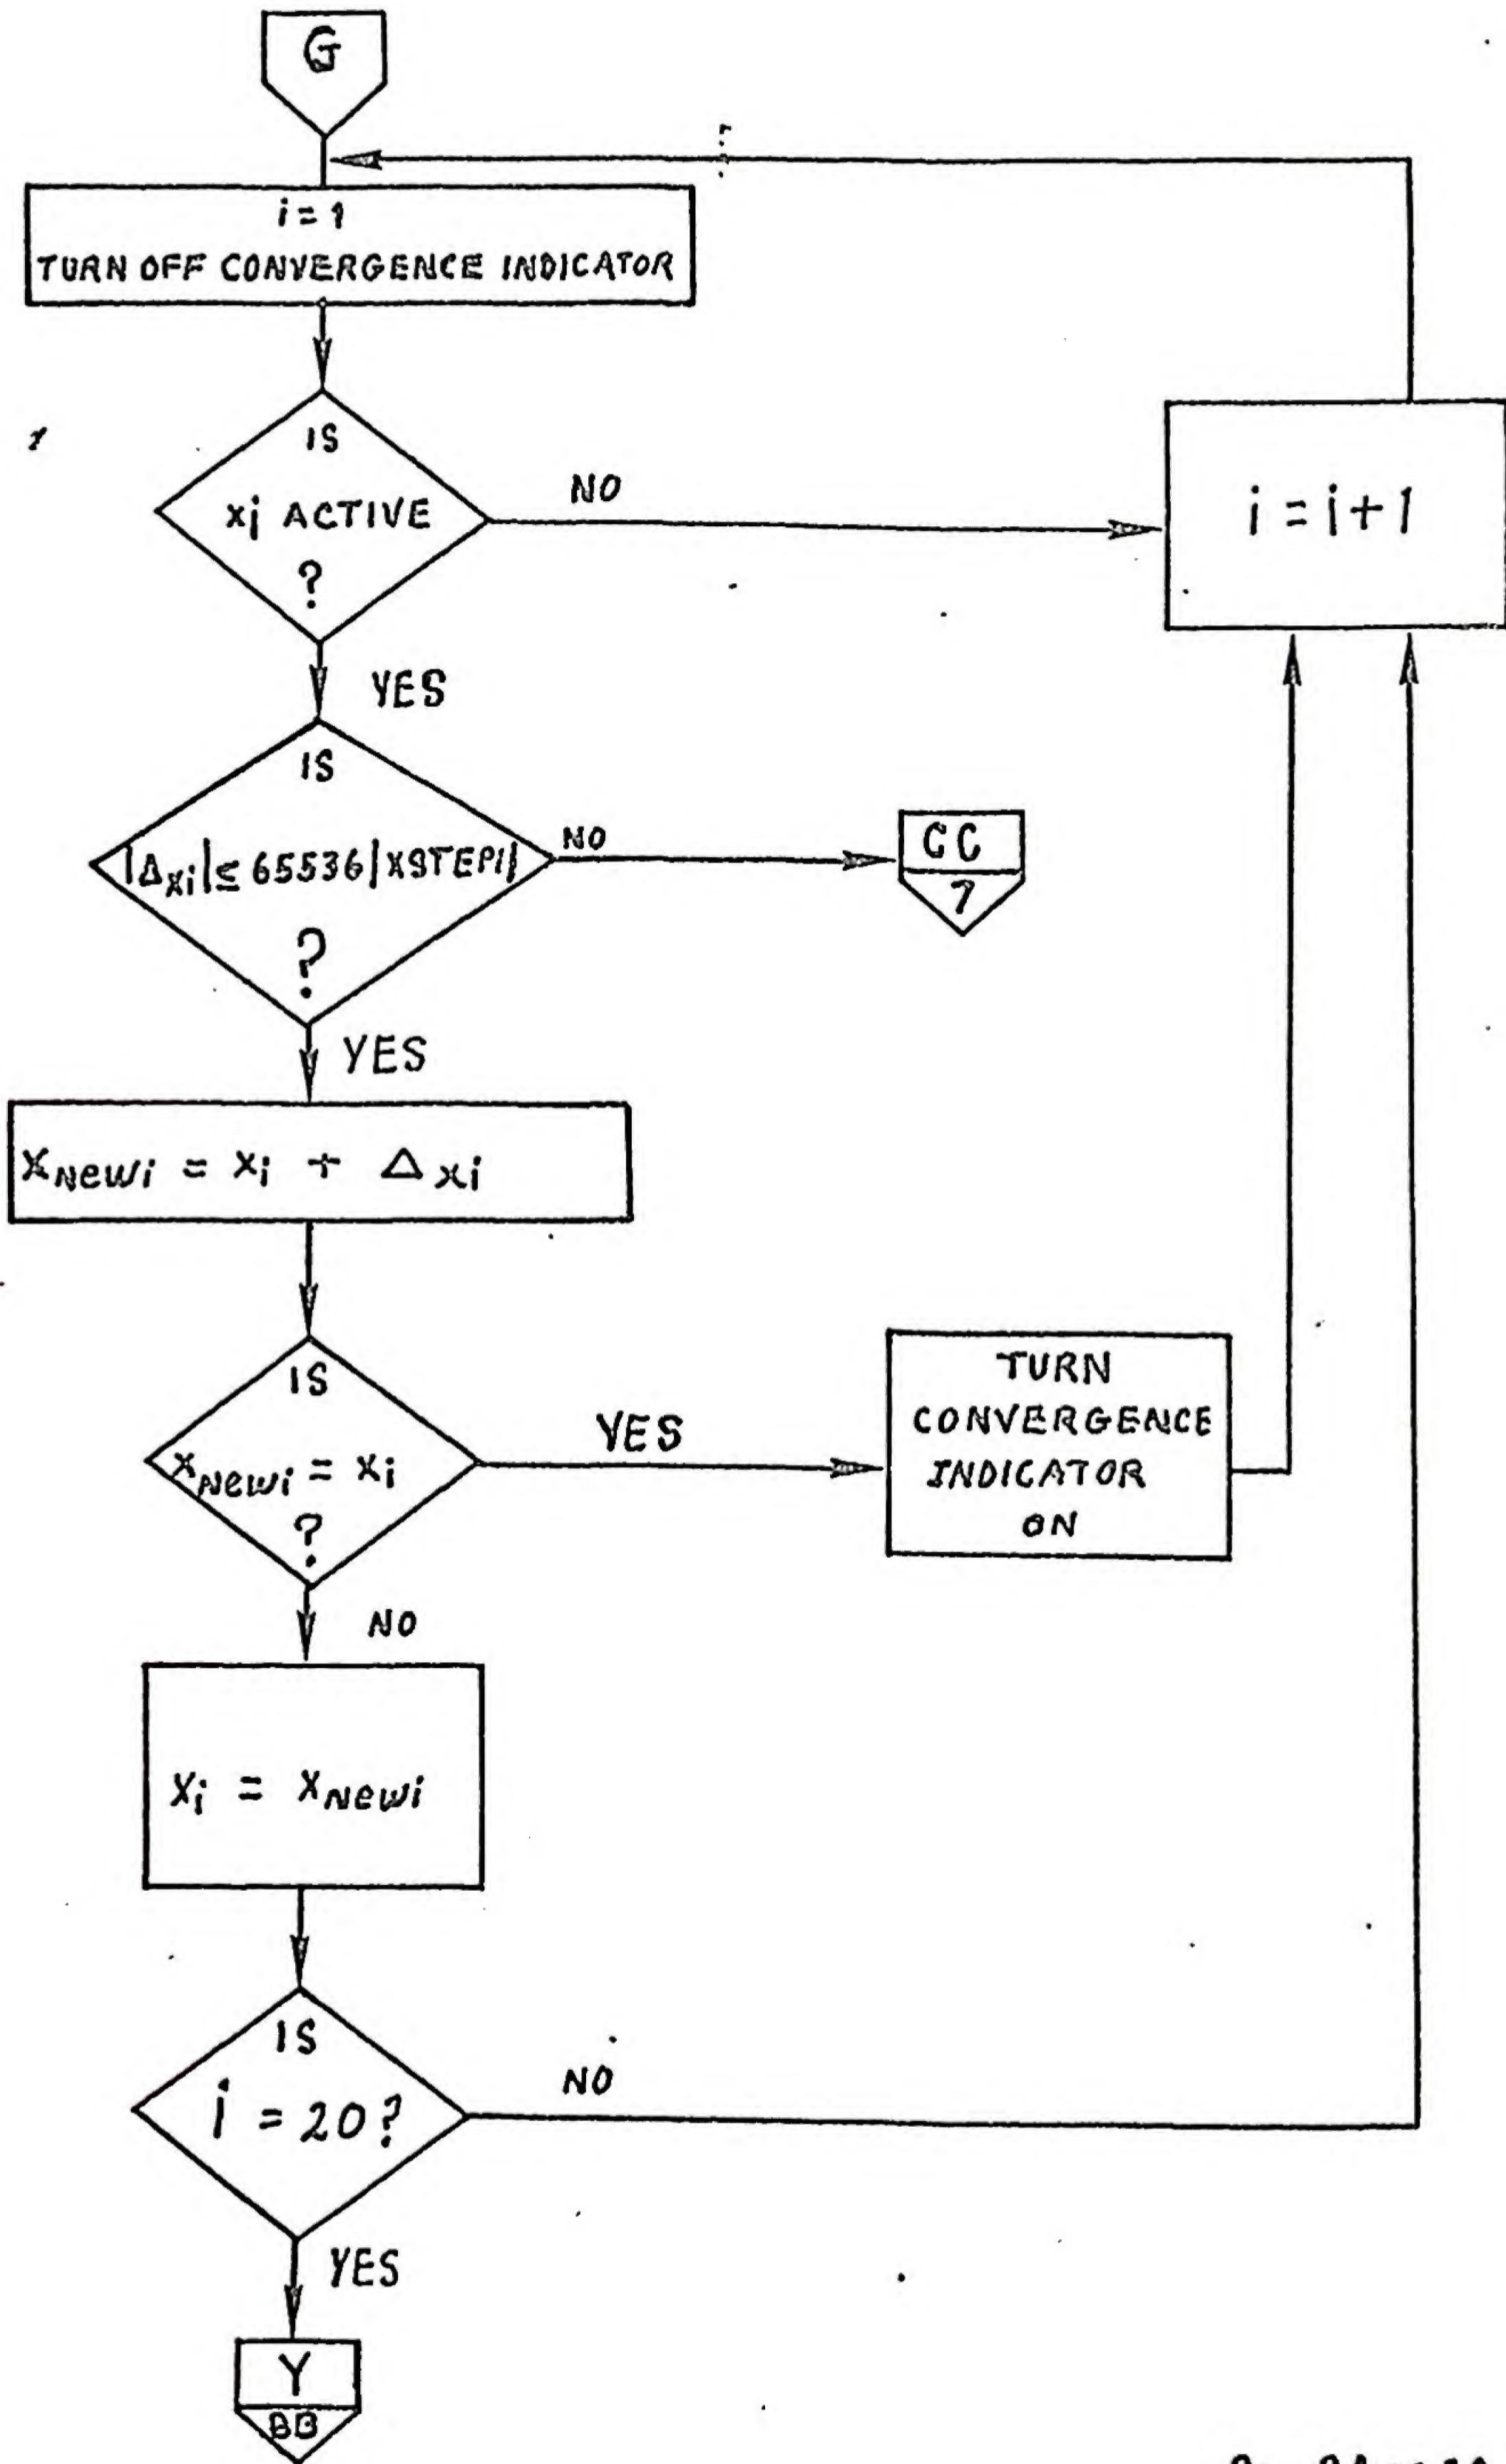 G
i = 1
TURN OFF CONVERGENCE INDICATOR
IS
xi ACTIVE
?
NO
i = i + 1
YES
IS
|Δxi| ≤ 65536 |XSTEPi|
?
NO
CC
7
YES
xNEWi = xi + Δxi
IS
xNEWi = xi
?
YES
TURN
CONVERGENCE
INDICATOR
ON
NO
xi = xNEWi
IS
i = 20?
NO
YES
Y
BB